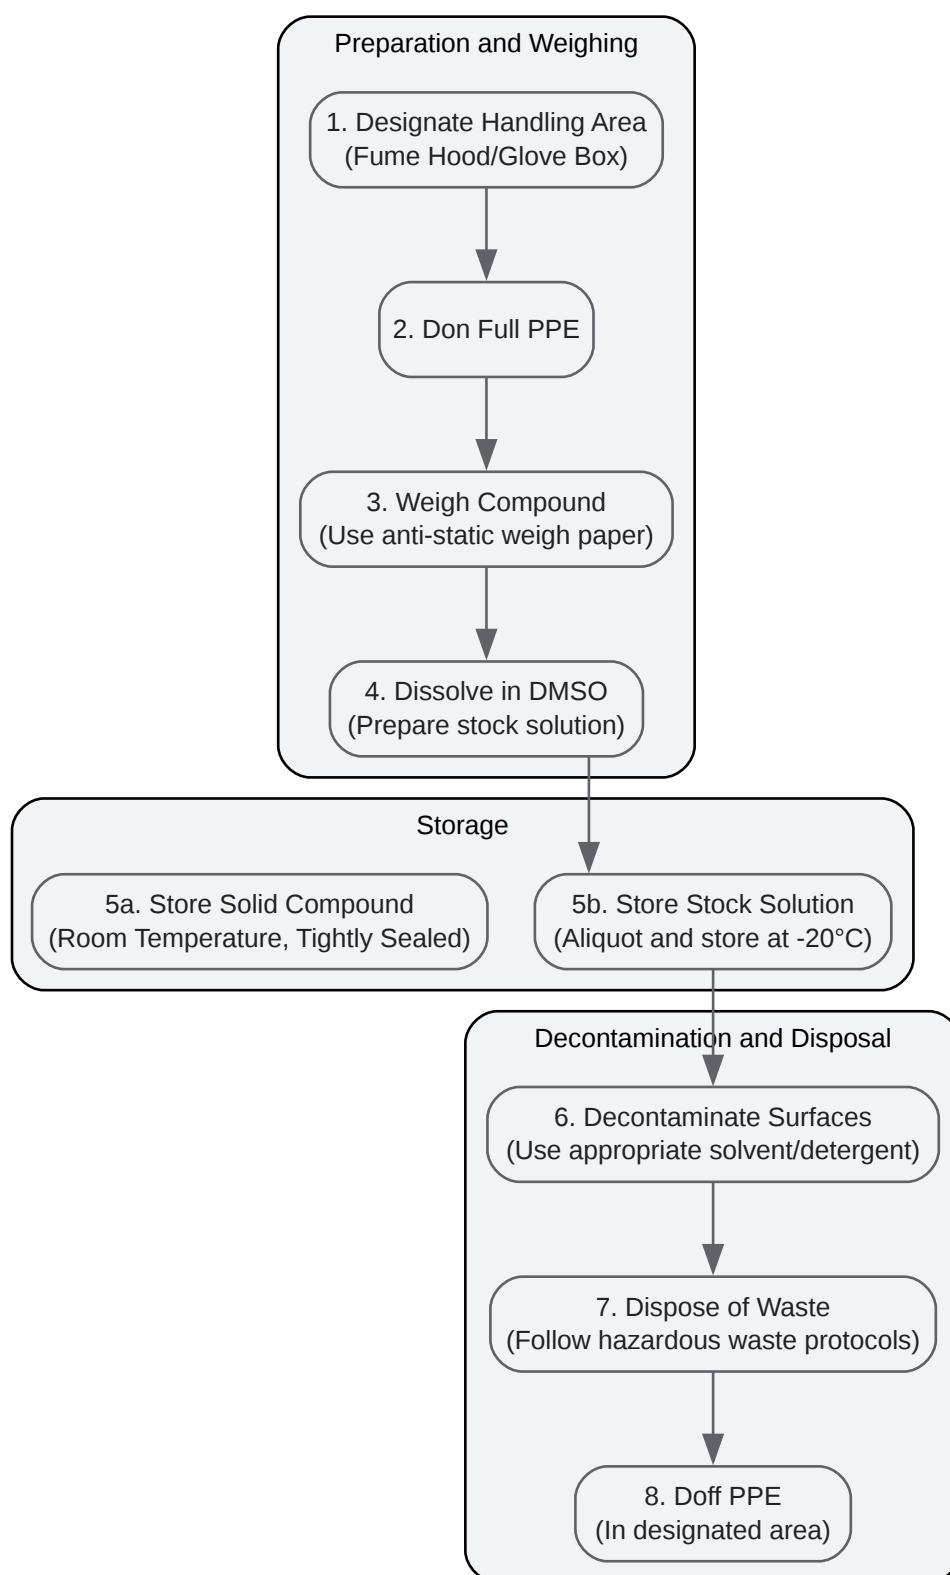 Preparation and Weighing
1. Designate Handling Area
(Fume Hood/Glove Box)
2. Don Full PPE
3. Weigh Compound
(Use anti-static weigh paper)
4. Dissolve in DMSO
(Prepare stock solution)
Storage
5a. Store Solid Compound
(Room Temperature, Tightly Sealed)
5b. Store Stock Solution
(Aliquot and store at -20°C)
Decontamination and Disposal
6. Decontaminate Surfaces
(Use appropriate solvent/detergent)
7. Dispose of Waste
(Follow hazardous waste protocols)
8. Doff PPE
(In designated area)